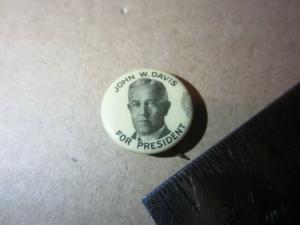 JOHN W. DAVIS
FOR PRESIDENT